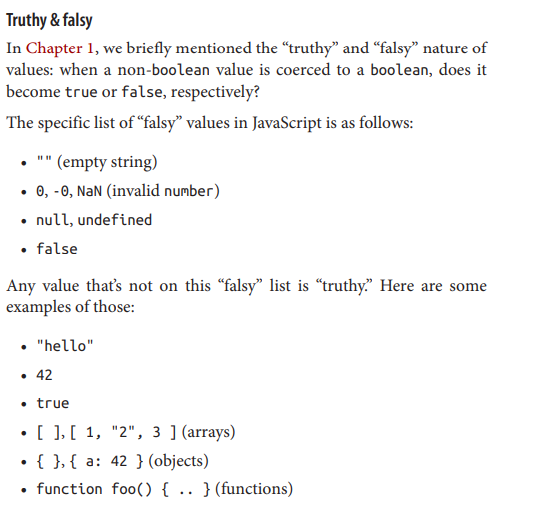 Truthy & falsy
In Chapter 1, we briefly mentioned the “truthy” and “falsy” nature of
values: when a non-boolean value is coerced to a boolean, does it
become true or false, respectively?
The specific list of “falsy” values in JavaScript is as follows:
• "" (empty string)
• 0, -0, NaN (invalid number)
• null, undefined
• false
Any value that’s not on this “falsy” list is “truthy.” Here are some
examples of those:
• "hello"
• 42
• true
• [ ], [ 1, "2", 3 ] (arrays)
• { }, { a: 42 } (objects)
• function foo() { .. } (functions)